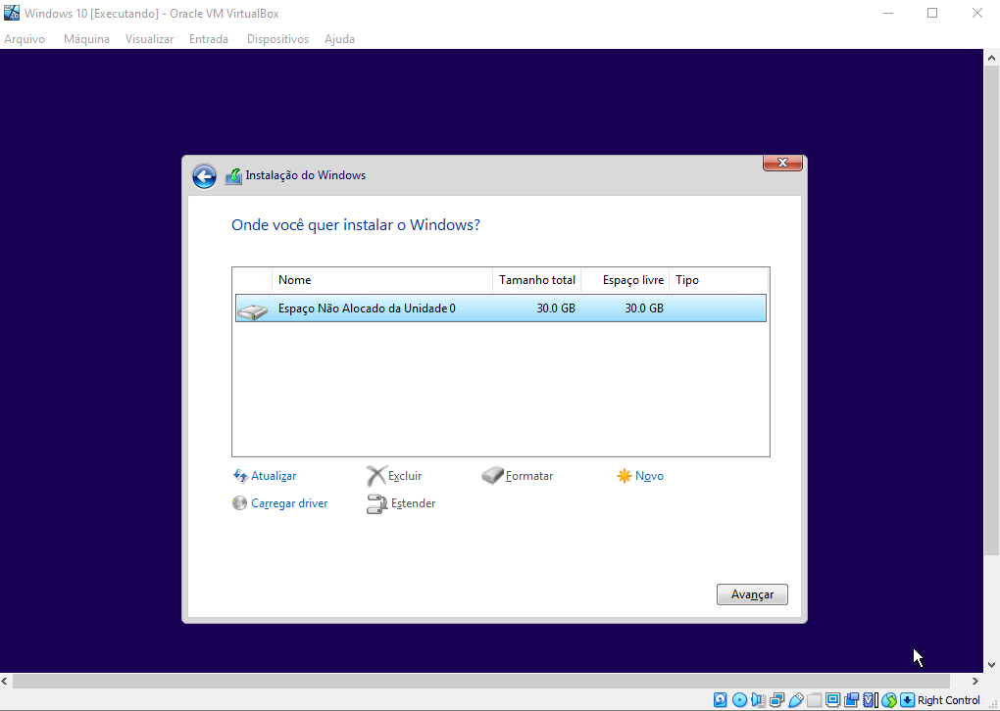 Windows 10 [Executando] - Oracle VM VirtualBox
Arquivo Máquina Visualizar Entrada Dispositivos Ajuda
Instalação do Windows
Onde você quer instalar o Windows?
Nome Tamanho total Espaço livre Tipo
Espaço Não Alocado da Unidade 0 30.0 GB 30.0 GB
Atualizar Excluir Formatar Novo
Carregar driver Estender
Avançar
Right Control